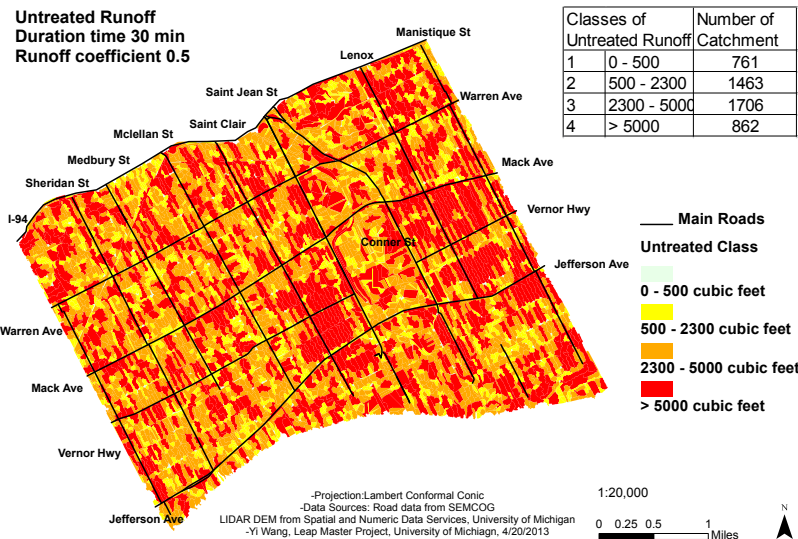 Untreated Runoff
Duration time 30 min
Runoff coefficient 0.5
Classes of Untreated Runoff Number of Catchment
1 0 - 500 761
2 500 - 2300 1463
3 2300 - 5000 1706
4 > 5000 862
Manistique St
Lenox
Saint Jean St
Warren Ave
Saint Clair
Mclellan St
Medbury St
Mack Ave
Sheridan St
Vernor Hwy
I-94
Conner St
Jefferson Ave
Main Roads
Untreated Class
0 - 500 cubic feet
500 - 2300 cubic feet
2300 - 5000 cubic feet
> 5000 cubic feet
Warren Ave
Mack Ave
Vernor Hwy
Jefferson Ave
-Projection:Lambert Conformal Conic
-Data Sources: Road data from SEMCOG
LIDAR DEM from Spatial and Numeric Data Services, University of Michigan
-Yi Wang, Leap Master Project, University of Michiagn, 4/20/2013
1:20,000
0 0.25 0.5 1
Miles
N